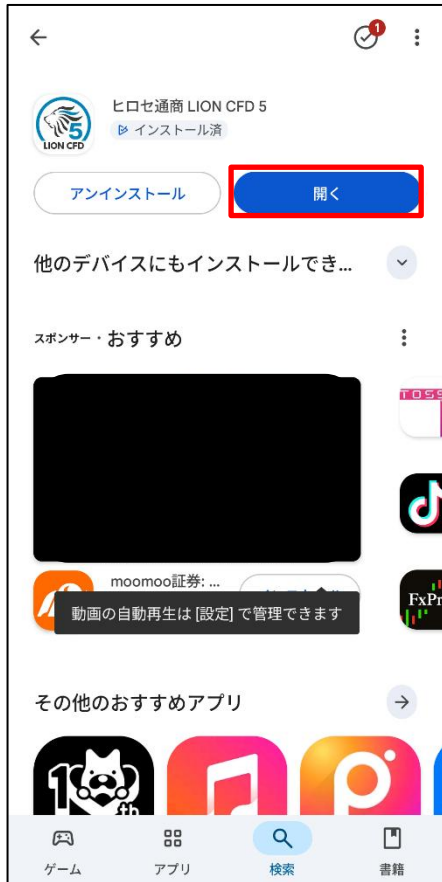 1
ヒロセ通商 LION CFD 5
インストール済
5
LION CFD
アンインストール
開く
他のデバイスにもインストールでき...
スポンサー・おすすめ
TOSS
moomoo証券: ...
動画の自動再生は [設定] で管理できます
FxPr
その他のおすすめアプリ
10th
ゲーム
アプリ
検索
書籍